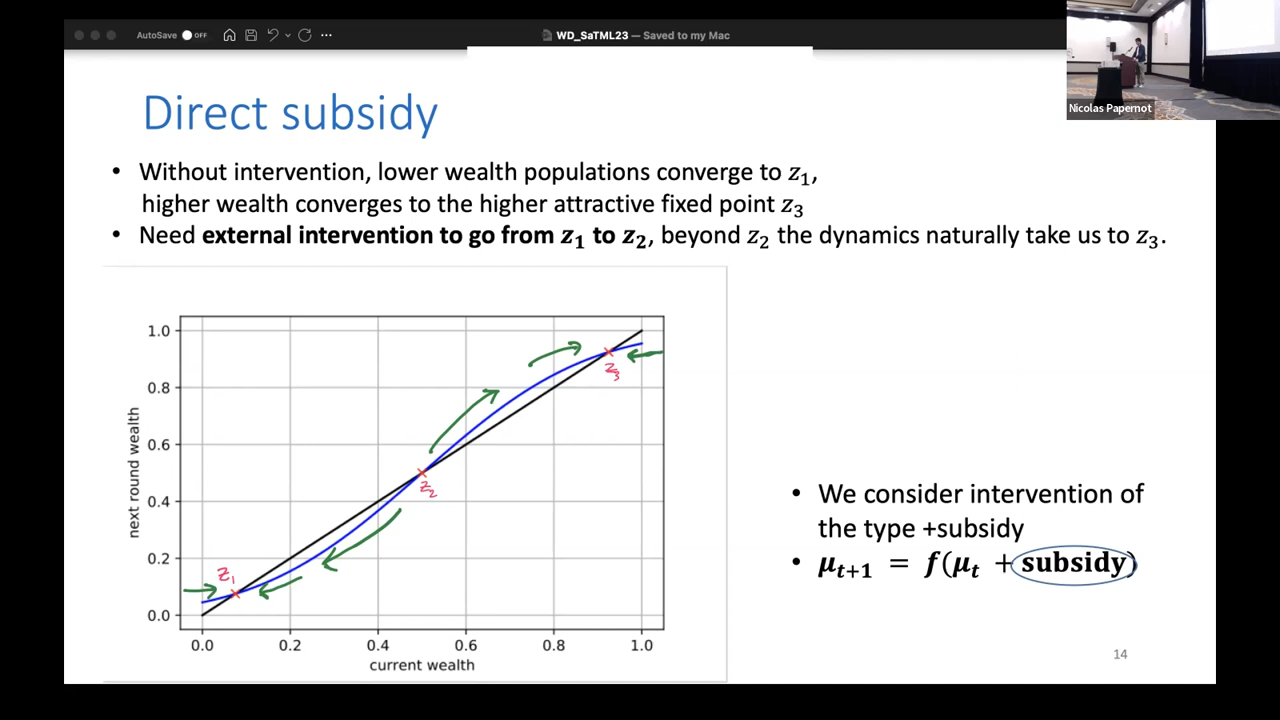 AutoSave OFF
WD_SaTML23 — Saved to my Mac
Nicolas Papernot
Direct subsidy
• Without intervention, lower wealth populations converge to z₁,
higher wealth converges to the higher attractive fixed point z₃
• Need external intervention to go from z₁ to z₂, beyond z₂ the dynamics naturally take us to z₃.
1.0
0.8
0.6
0.4
0.2
0.0
next round wealth
z₃
z₂
z₁
0.0 0.2 0.4 0.6 0.8 1.0
current wealth
• We consider intervention of
the type +subsidy
• μₜ₊₁ = f(μₜ + subsidy)
14